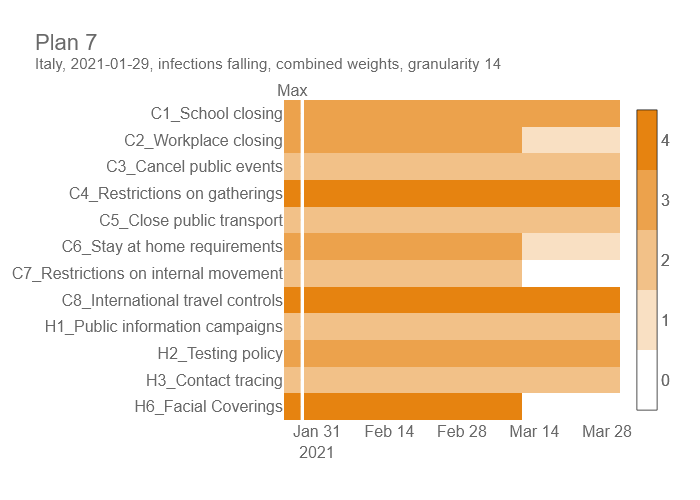 Plan 7
Italy, 2021-01-29, infections falling, combined weights, granularity 14
Max
C1_School closing
C2_Workplace closing
C3_Cancel public events
C4_Restrictions on gatherings
C5_Close public transport
C6_Stay at home requirements
C7_Restrictions on internal movement
C8_International travel controls
H1_Public information campaigns
H2_Testing policy
H3_Contact tracing
H6_Facial Coverings
Jan 31 Feb 14 Feb 28 Mar 14 Mar 28
2021
4
3
2
1
0